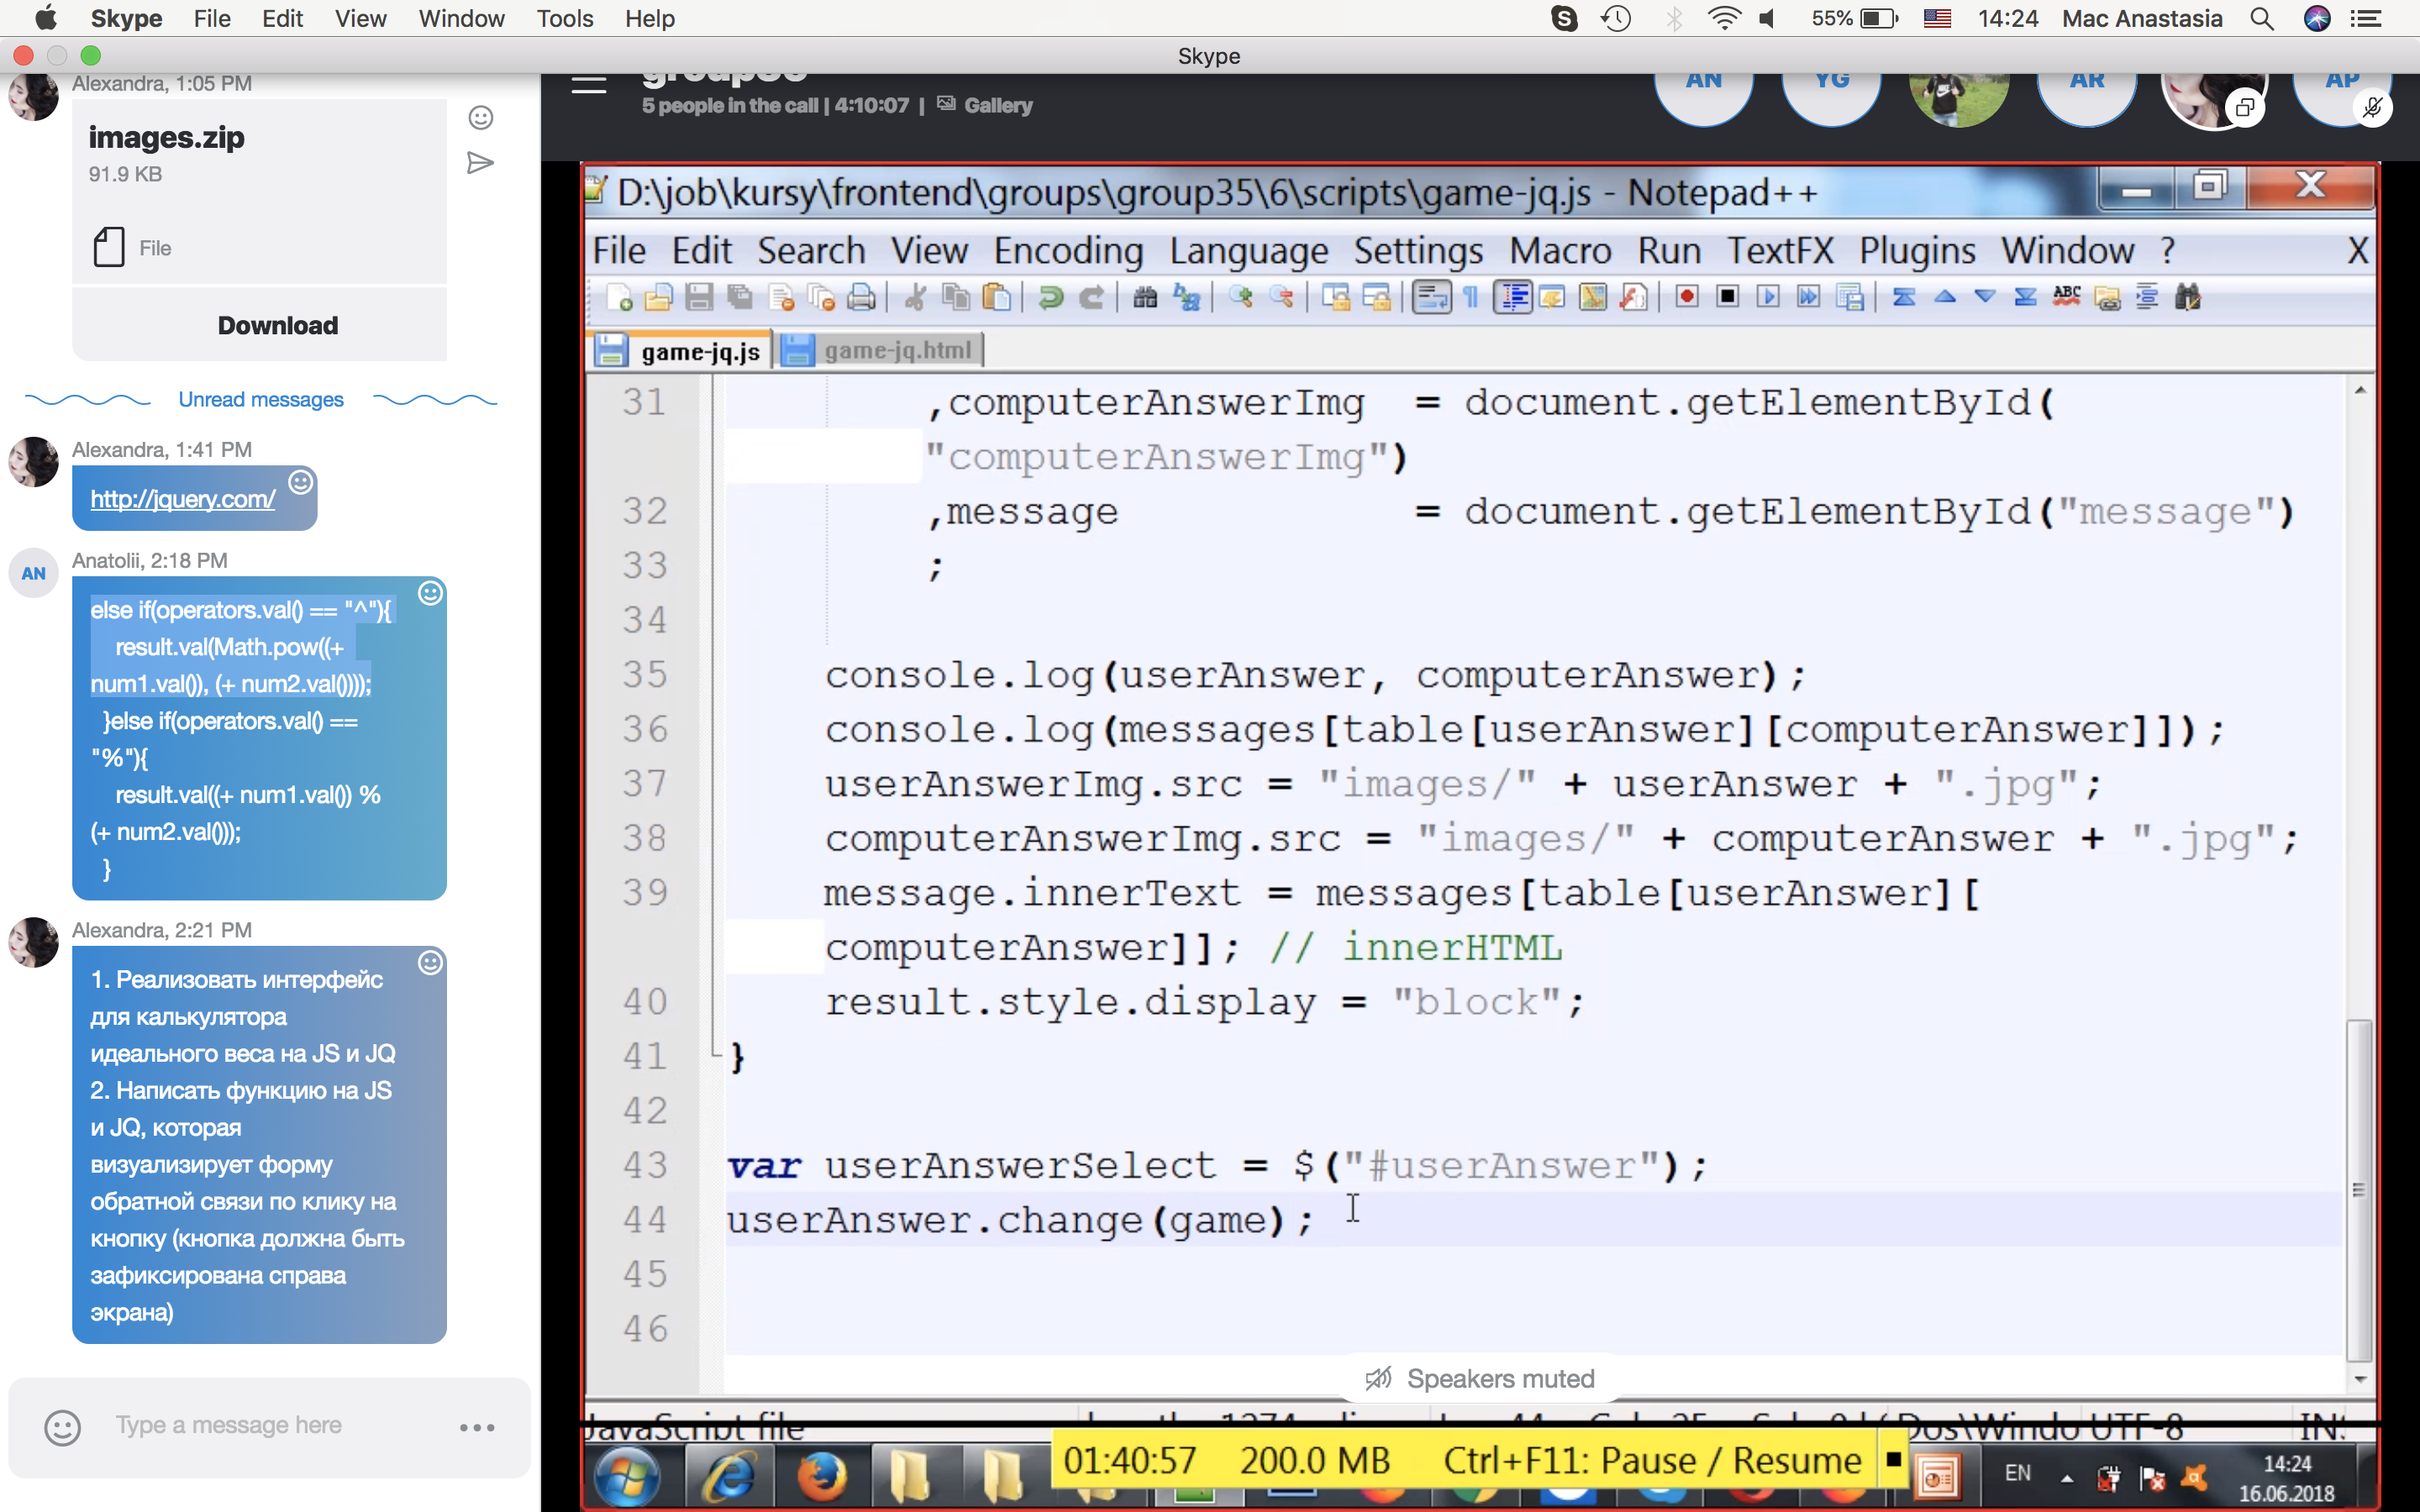 Skype File Edit View Window Tools Help 55% 14:24 Mac Anastasia
Skype
Alexandra, 1:05 PM
images.zip
91.9 KB
File
Download
Unread messages
Alexandra, 1:41 PM
http://jquery.com/
AN
Anatolii, 2:18 PM
else if(operators.val() == "^"){
result.val(Math.pow((+
num1.val()), (+ num2.val())));
}else if(operators.val() ==
"%"){
result.val((+ num1.val()) %
(+ num2.val()));
}
Alexandra, 2:21 PM
1. Реализовать интерфейс
для калькулятора
идеального веса на JS и JQ
2. Написать функцию на JS
и JQ, которая
визуализирует форму
обратной связи по клику на
кнопку (кнопка должна быть
зафиксирована справа
экрана)
Type a message here
5 people in the call | 4:10:07 | Gallery
AN YG AR AP
D:\job\kursy\frontend\groups\group35\6\scripts\game-jq.js - Notepad++
File Edit Search View Encoding Language Settings Macro Run TextFX Plugins Window ? X
game-jq.js game-jq.html
31 ,computerAnswerImg = document.getElementById(
"computerAnswerImg")
32 ,message = document.getElementById("message")
33 ;
34
35 console.log(userAnswer, computerAnswer);
36 console.log(messages[table[userAnswer][computerAnswer]]);
37 userAnswerImg.src = "images/" + userAnswer + ".jpg";
38 computerAnswerImg.src = "images/" + computerAnswer + ".jpg";
39 message.innerText = messages[table[userAnswer][
computerAnswer]]; // innerHTML
40 result.style.display = "block";
41 }
42
43 var userAnswerSelect = $("#userAnswer");
44 userAnswer.change(game);
45
46
Speakers muted
JavaScript file Dos\Windo UTF-8
01:40:57 200.0 MB Ctrl+F11: Pause / Resume
EN
14:24
16.06.2018